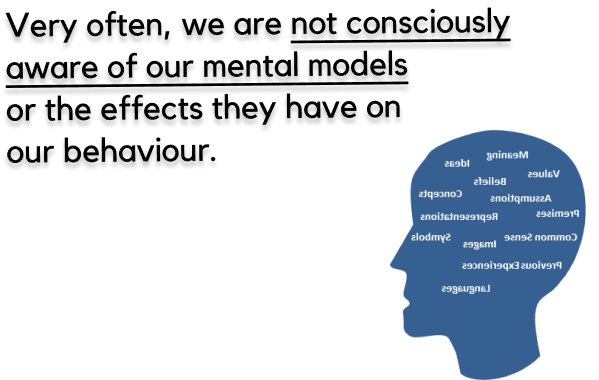 Very often, we are not consciously
aware of our mental models
or the effects they have on
our behaviour.
Meaning
Ideas
Values
Beliefs
Concepts
Assumptions
Representations
Premises
Symbols
Images
Common Sense
Previous Experiences
Languages